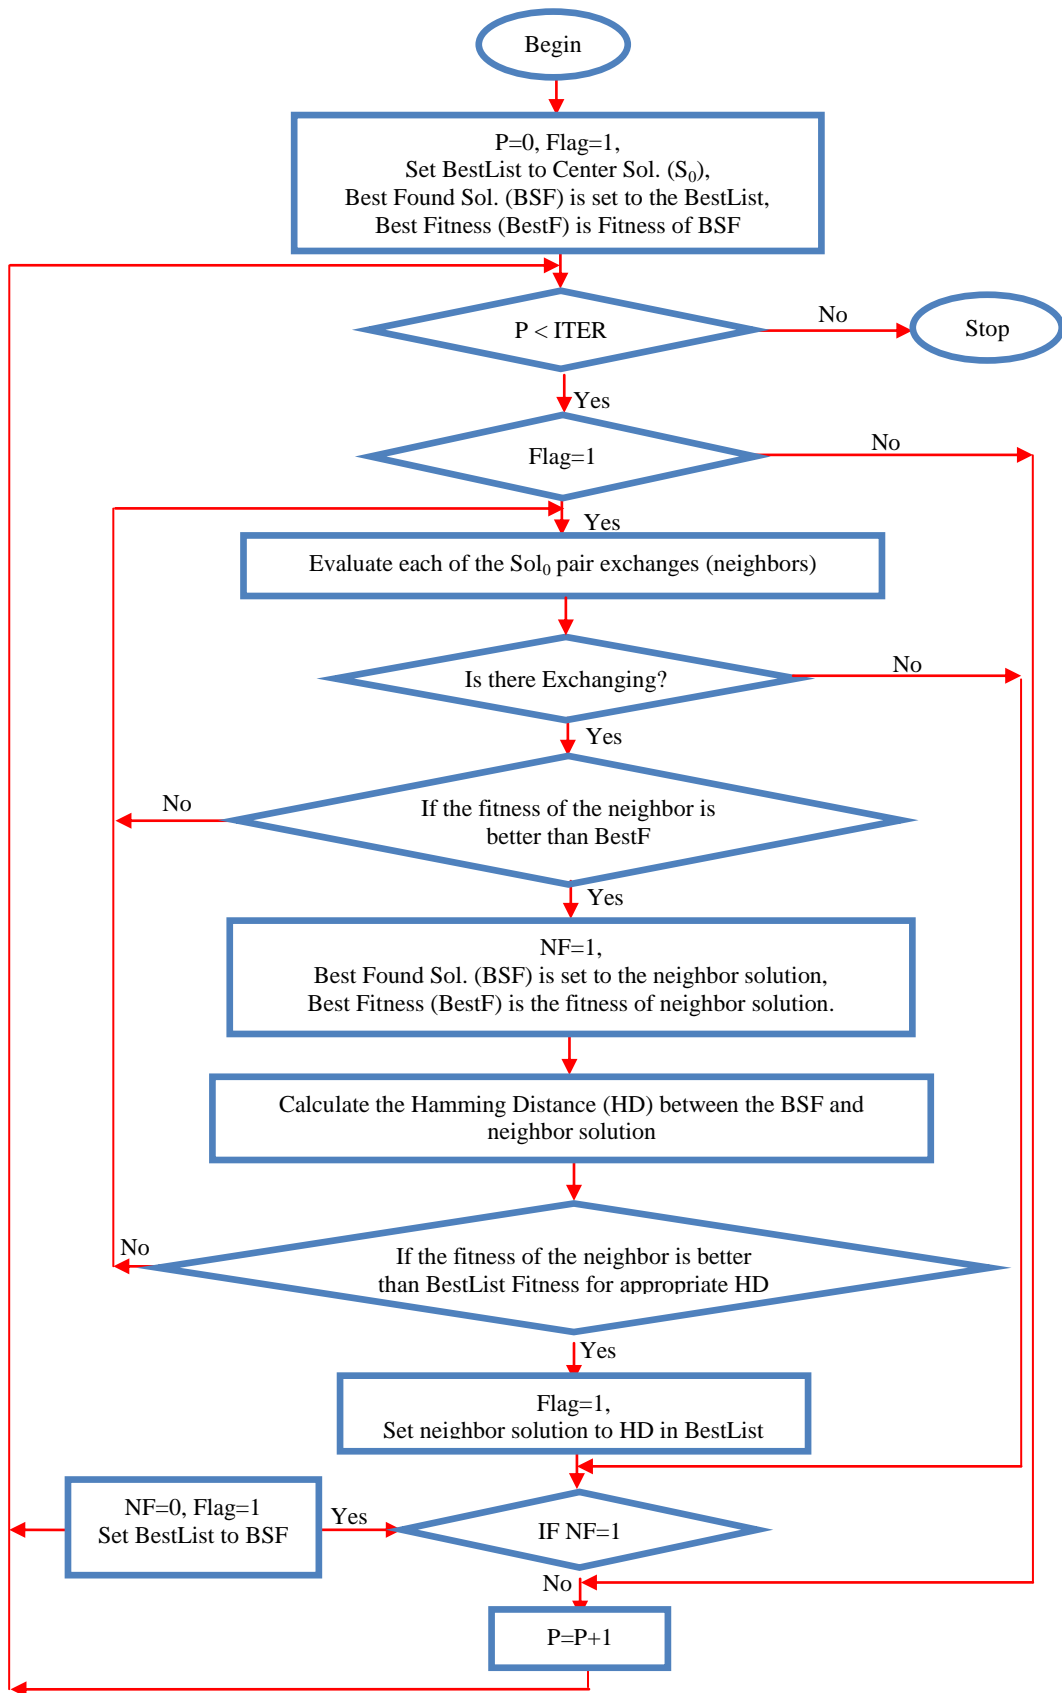 Begin
P=0, Flag=1,
Set BestList to Center Sol. (S₀),
Best Found Sol. (BSF) is set to the BestList,
Best Fitness (BestF) is Fitness of BSF
P < ITER
No
Stop
Yes
Flag=1
No
Yes
Evaluate each of the Sol₀ pair exchanges (neighbors)
Is there Exchanging?
No
Yes
If the fitness of the neighbor is
better than BestF
No
Yes
NF=1,
Best Found Sol. (BSF) is set to the neighbor solution,
Best Fitness (BestF) is the fitness of neighbor solution.
Calculate the Hamming Distance (HD) between the BSF and
neighbor solution
No
If the fitness of the neighbor is better
than BestList Fitness for appropriate HD
Yes
Flag=1,
Set neighbor solution to HD in BestList
NF=0, Flag=1
Set BestList to BSF
Yes
IF NF=1
No
P=P+1